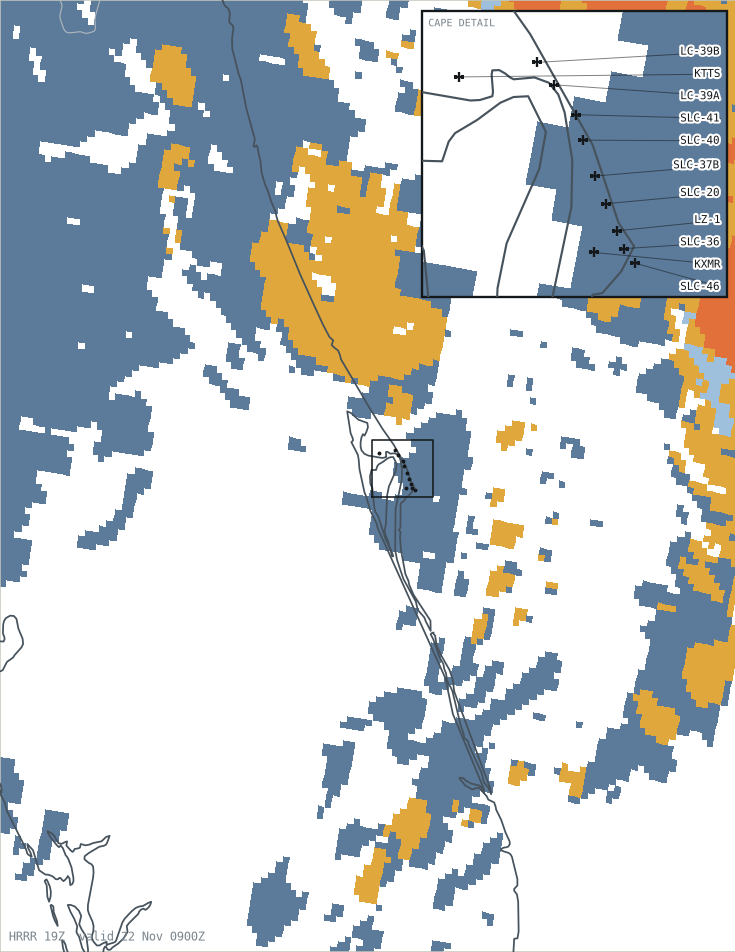 CAPE DETAIL
LC-39B
KTTS
LC-39A
SLC-41
SLC-40
SLC-37B
SLC-20
LZ-1
SLC-36
KXMR
SLC-46
HRRR 19Z valid 22 Nov 0900Z